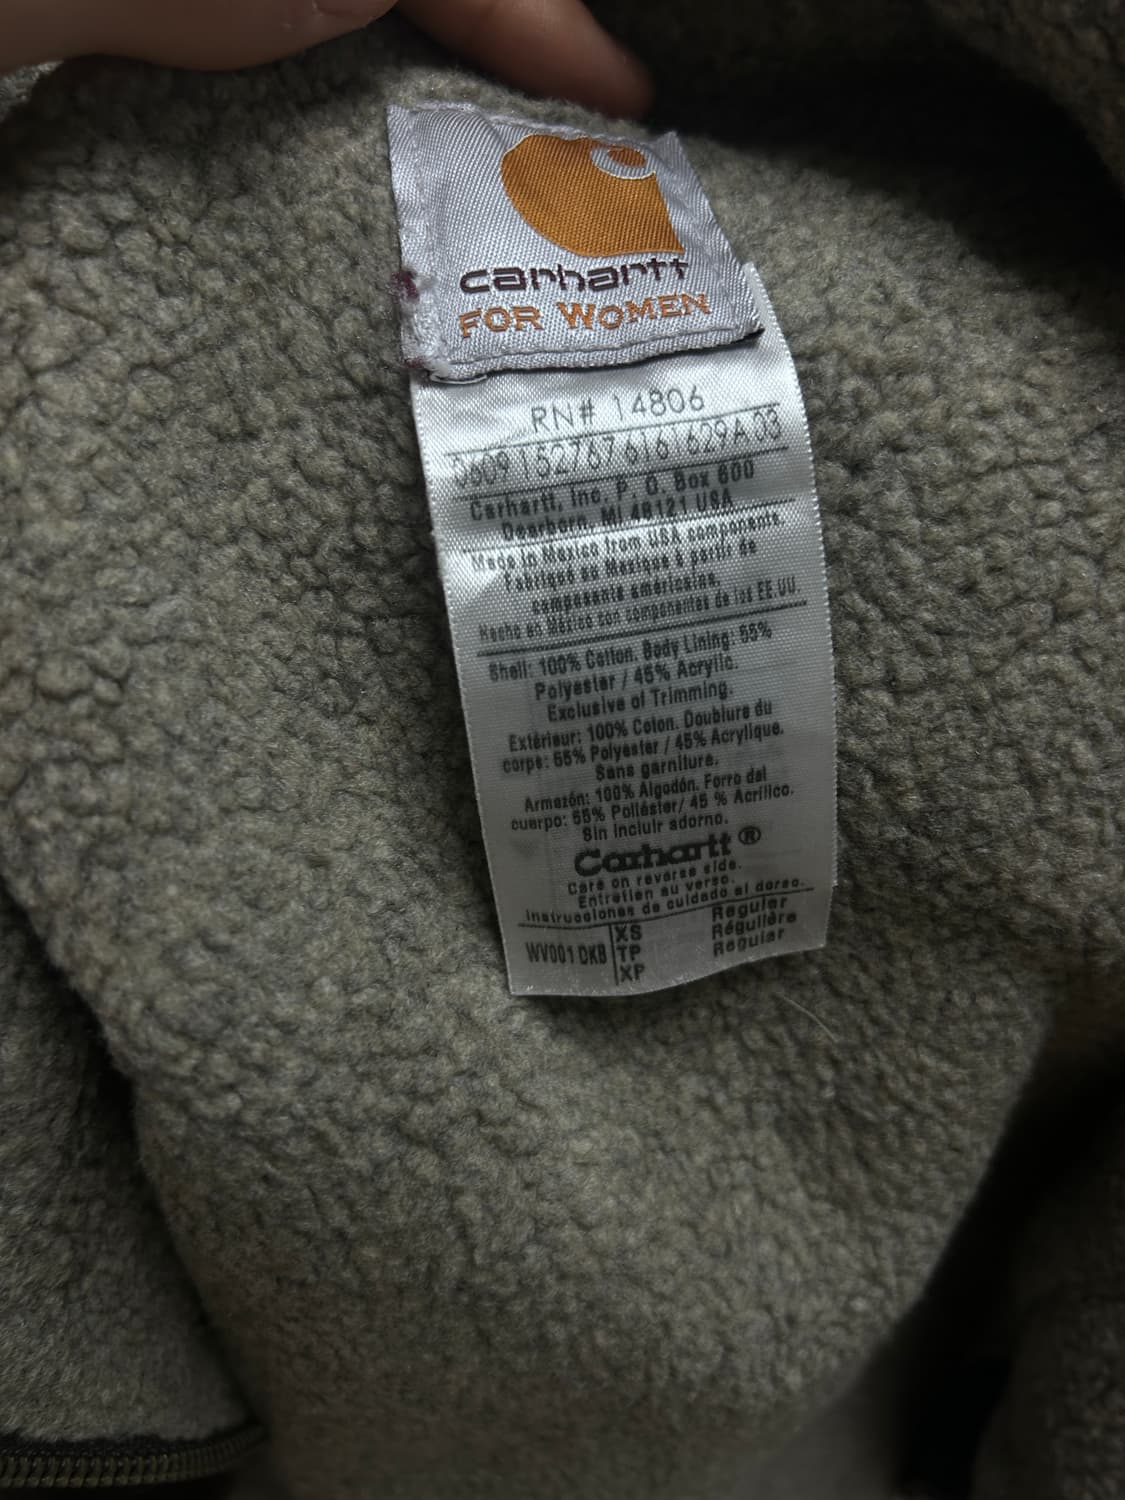 carhartt
FOR WOMEN
RN# 14806
0609 152767 6161629A 03
Carhartt, Inc. P. O. Box 600
Dearborn, MI 48121 USA
Made in Mexico from USA components
Fabriqué au Mexique à partir de
composants américains.
Hecho en México con componentes de los EE.UU.
Shell: 100% Cotton. Body Lining: 55%
Polyester / 45% Acrylic.
Exclusive of Trimming.
Extérieur: 100% Coton. Doublure du
corps: 55% Polyester / 45% Acrylique.
Sans garniture.
Armazón: 100% Algodón. Forro del
cuerpo: 55% Poliéster/ 45 % Acrílico.
Sin incluir adorno.
Carhartt ®
Care on reverse side.
Entretien au verso.
Instrucciones de cuidado al dorso.
XS Regular
TP Régulière
XP Regular
WV001 DKB